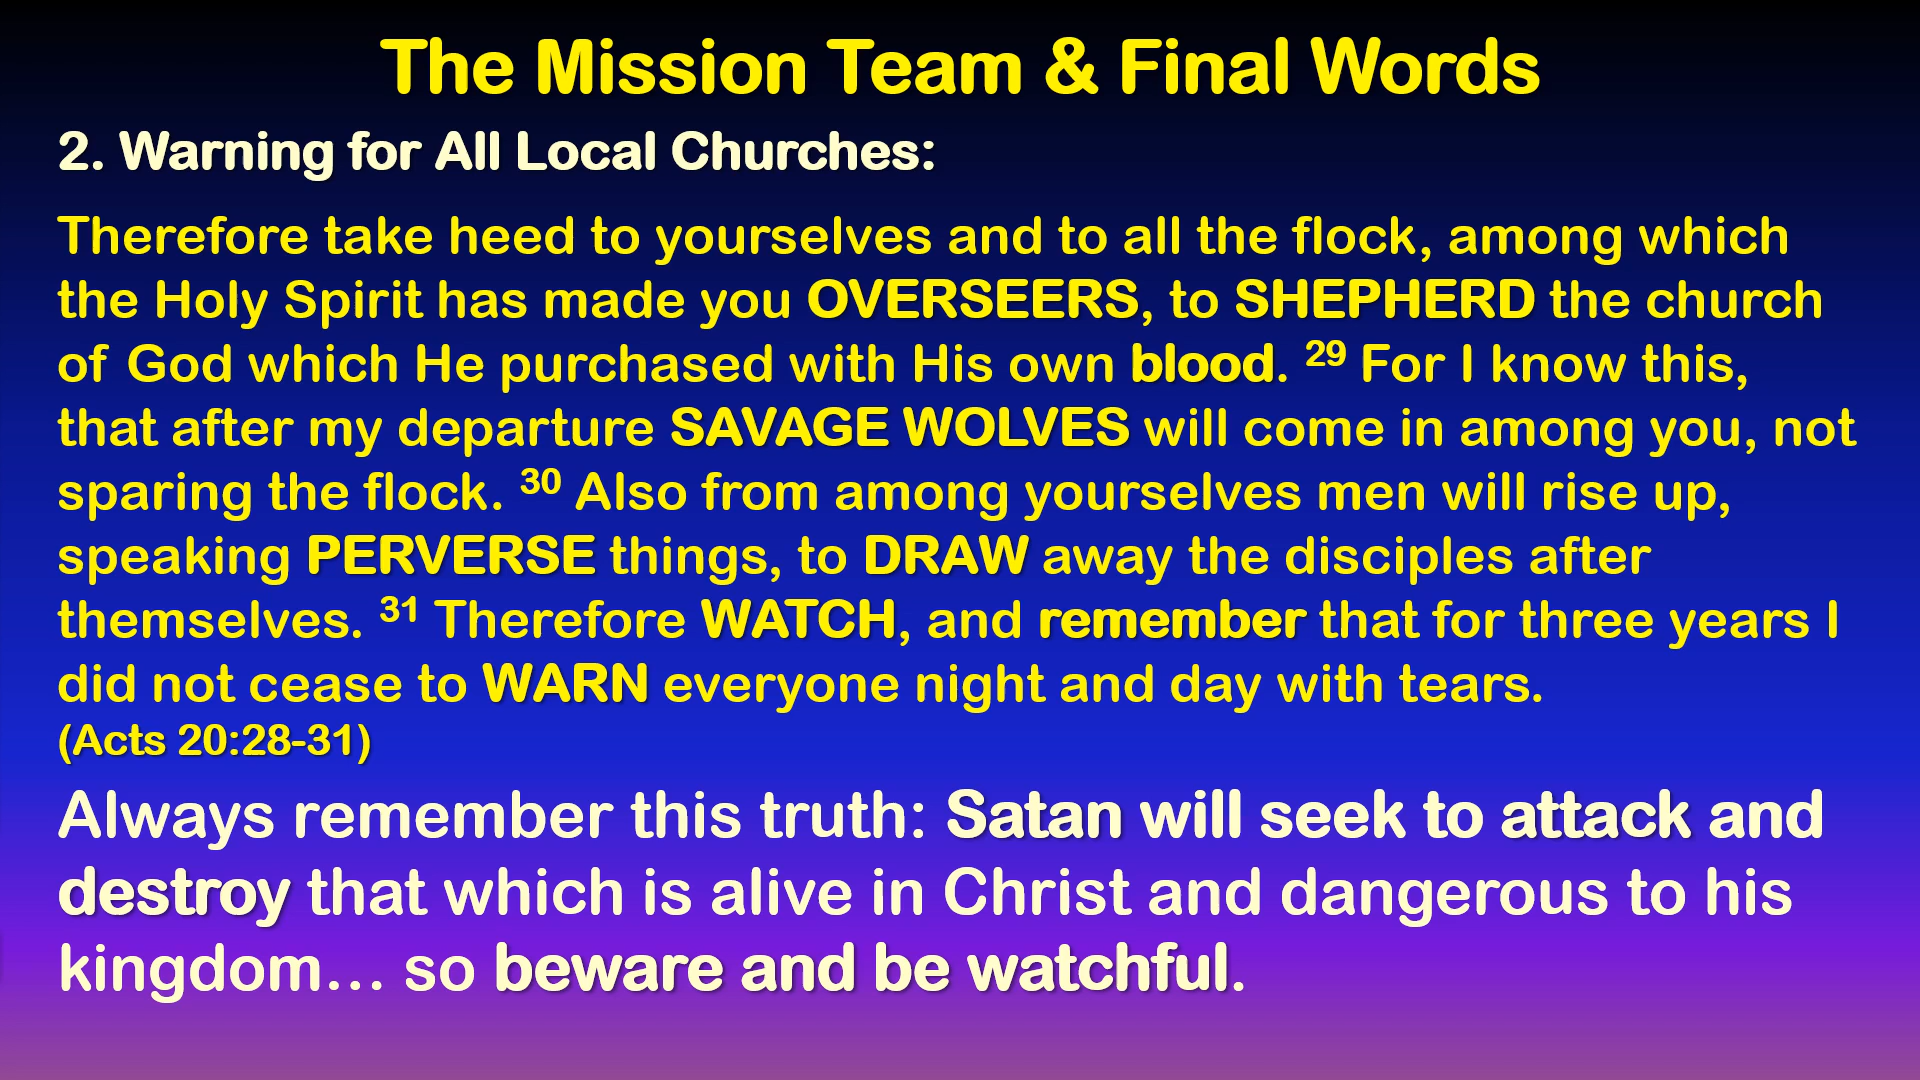 The Mission Team & Final Words
2. Warning for All Local Churches:
Therefore take heed to yourselves and to all the flock, among which
the Holy Spirit has made you OVERSEERS, to SHEPHERD the church
of God which He purchased with His own blood. 29 For I know this,
that after my departure SAVAGE WOLVES will come in among you, not
sparing the flock. 30 Also from among yourselves men will rise up,
speaking PERVERSE things, to DRAW away the disciples after
themselves. 31 Therefore WATCH, and remember that for three years I
did not cease to WARN everyone night and day with tears.
(Acts 20:28-31)
Always remember this truth: Satan will seek to attack and
destroy that which is alive in Christ and dangerous to his
kingdom… so beware and be watchful.